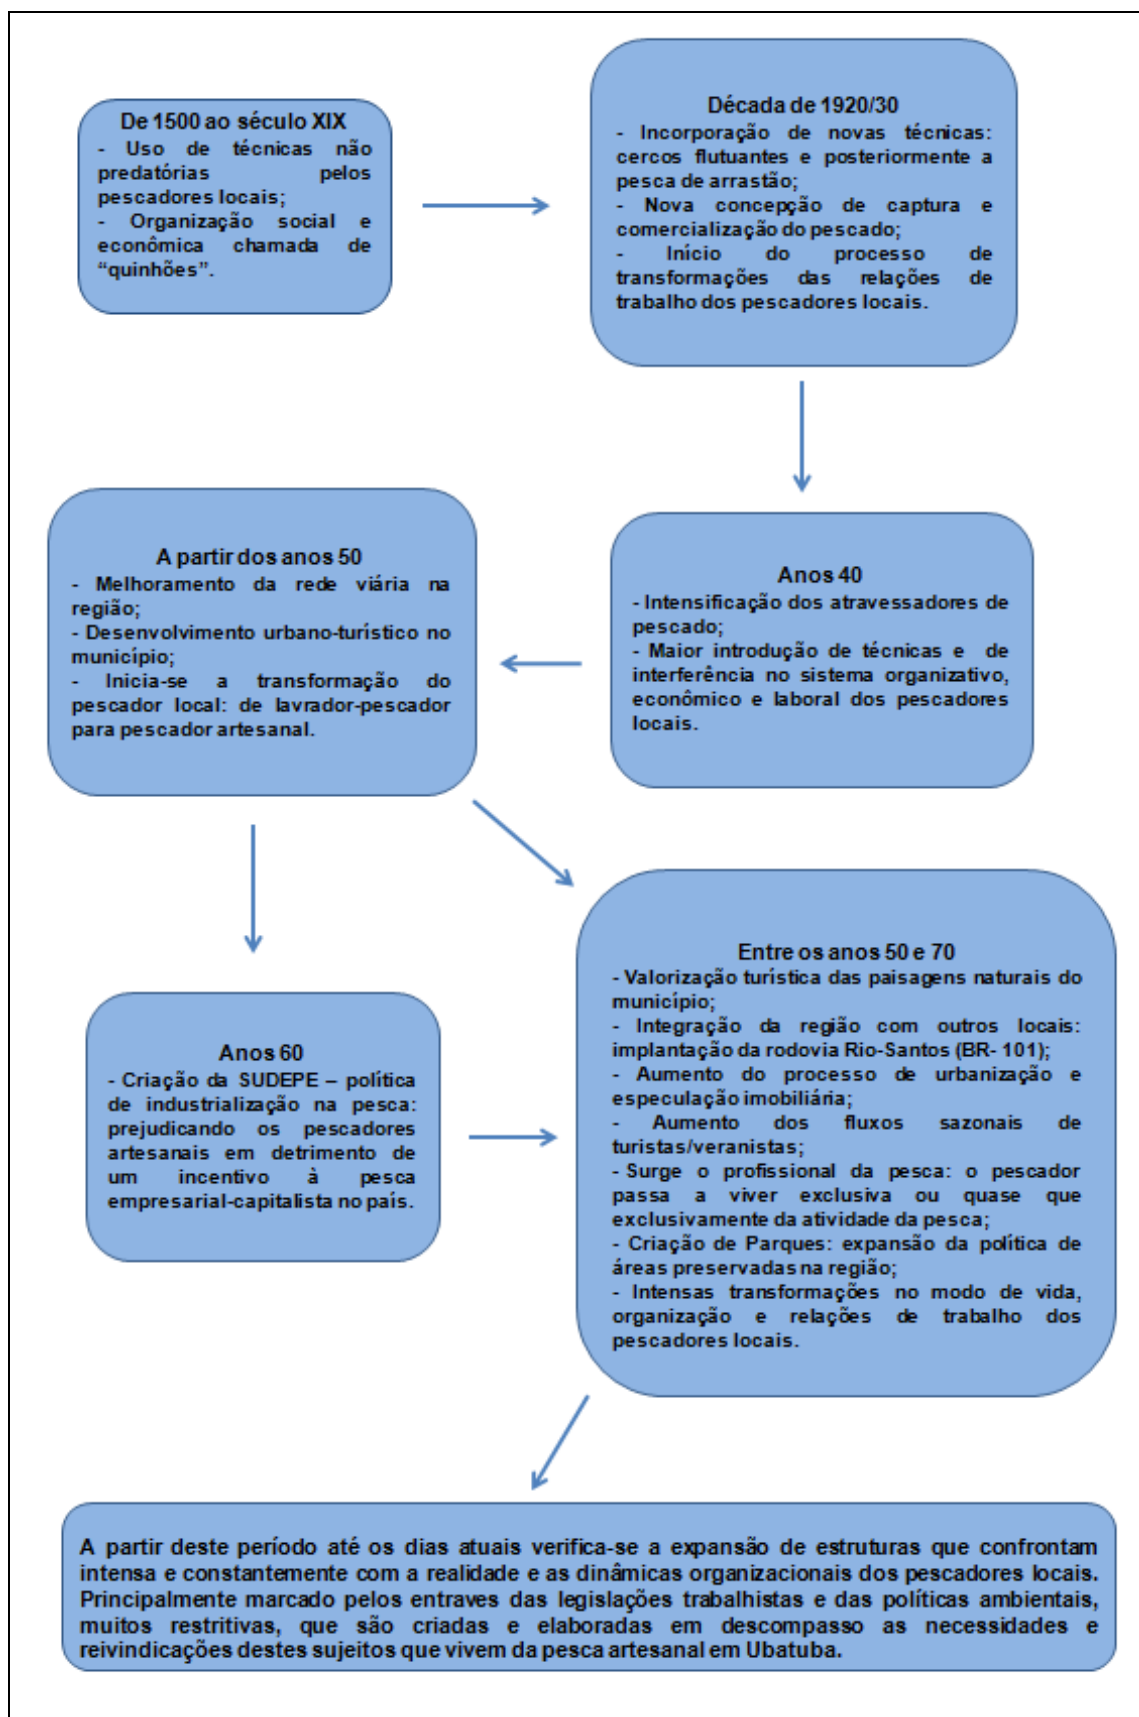 De 1500 ao século XIX
- Uso de técnicas não
predatórias pelos
pescadores locais;
- Organização social e
econômica chamada de
“quinhões”.
Década de 1920/30
- Incorporação de novas técnicas:
cercos flutuantes e posteriormente a
pesca de arrastão;
- Nova concepção de captura e
comercialização do pescado;
- Início do processo de
transformações das relações de
trabalho dos pescadores locais.
Anos 40
- Intensificação dos atravessadores de
pescado;
- Maior introdução de técnicas e de
interferência no sistema organizativo,
econômico e laboral dos pescadores
locais.
A partir dos anos 50
- Melhoramento da rede viária na
região;
- Desenvolvimento urbano-turístico no
município;
- Inicia-se a transformação do
pescador local: de lavrador-pescador
para pescador artesanal.
Anos 60
- Criação da SUDEPE – política
de industrialização na pesca:
prejudicando os pescadores
artesanais em detrimento de
um incentivo à pesca
empresarial-capitalista no país.
Entre os anos 50 e 70
- Valorização turística das paisagens naturais do
município;
- Integração da região com outros locais:
implantação da rodovia Rio-Santos (BR- 101);
- Aumento do processo de urbanização e
especulação imobiliária;
- Aumento dos fluxos sazonais de
turistas/veranistas;
- Surge o profissional da pesca: o pescador
passa a viver exclusiva ou quase que
exclusivamente da atividade da pesca;
- Criação de Parques: expansão da política de
áreas preservadas na região;
- Intensas transformações no modo de vida,
organização e relações de trabalho dos
pescadores locais.
A partir deste período até os dias atuais verifica-se a expansão de estruturas que confrontam
intensa e constantemente com a realidade e as dinâmicas organizacionais dos pescadores locais.
Principalmente marcado pelos entraves das legislações trabalhistas e das políticas ambientais,
muitos restritivas, que são criadas e elaboradas em descompasso as necessidades e
reivindicações destes sujeitos que vivem da pesca artesanal em Ubatuba.